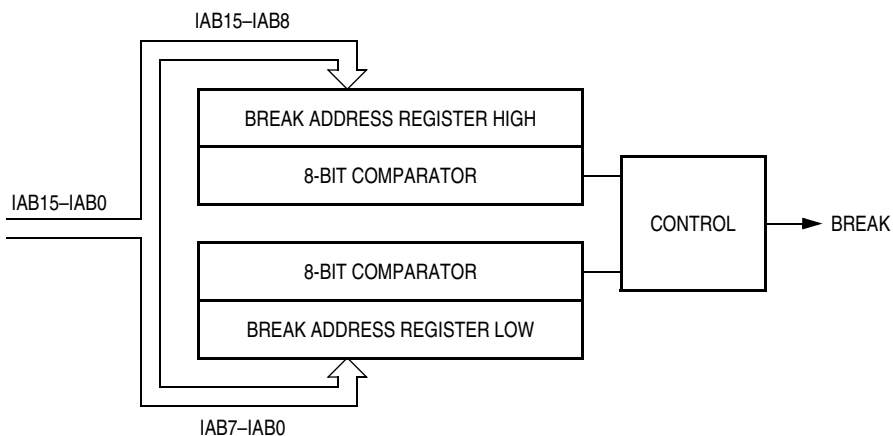 IAB15–IAB8
BREAK ADDRESS REGISTER HIGH
8-BIT COMPARATOR
IAB15–IAB0
CONTROL
BREAK
8-BIT COMPARATOR
BREAK ADDRESS REGISTER LOW
IAB7–IAB0